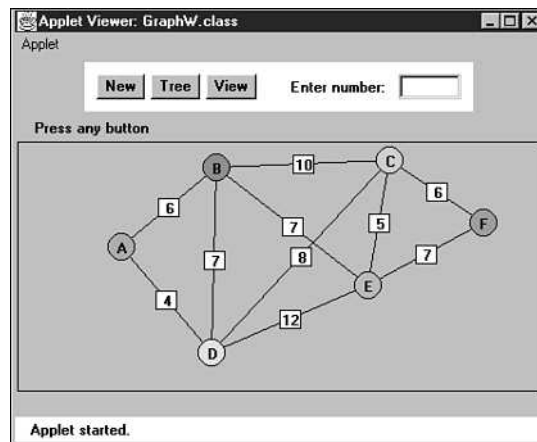 Applet Viewer: GraphW.class
Applet
New Tree View Enter number:
Press any button
B 10 C
6 6
7 5 F
A 7 8 7
4 E
12
D
Applet started.